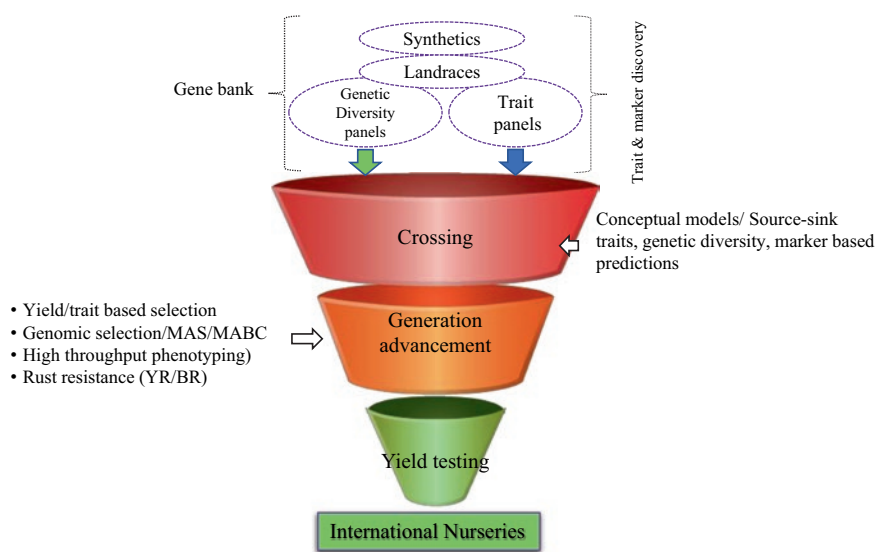 Synthetics
Landraces
Gene bank
Genetic
Diversity
panels
Trait
panels
Trait & marker discovery
Crossing
Conceptual models/ Source-sink
traits, genetic diversity, marker based
predictions
• Yield/trait based selection
• Genomic selection/MAS/MABC
• High throughput phenotyping)
• Rust resistance (YR/BR)
Generation
advancement
Yield testing
International Nurseries